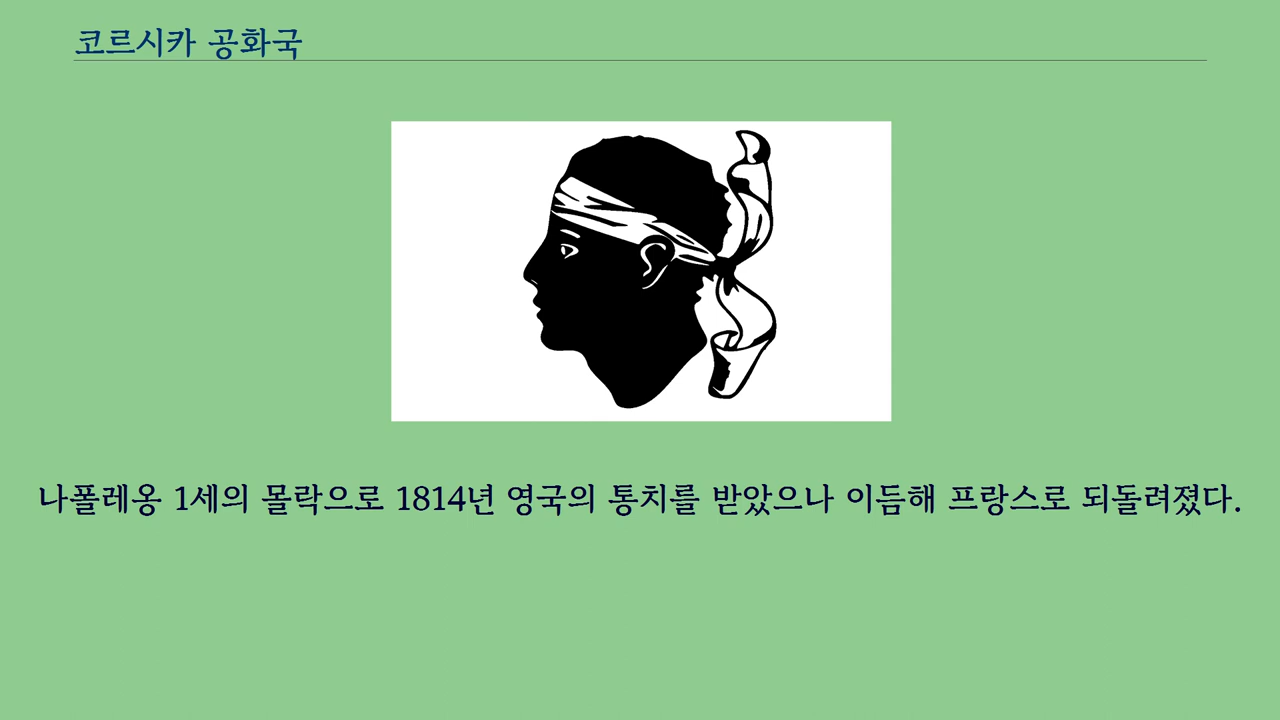 코르시카 공화국
나폴레옹 1세의 몰락으로 1814년 영국의 통치를 받았으나 이듬해 프랑스로 되돌려졌다.